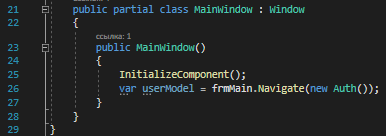 21 public partial class MainWindow : Window
22 {
ссылка: 1
23 public MainWindow()
24 {
25 InitializeComponent();
26 var userModel = frmMain.Navigate(new Auth());
27 }
28 }
29 }